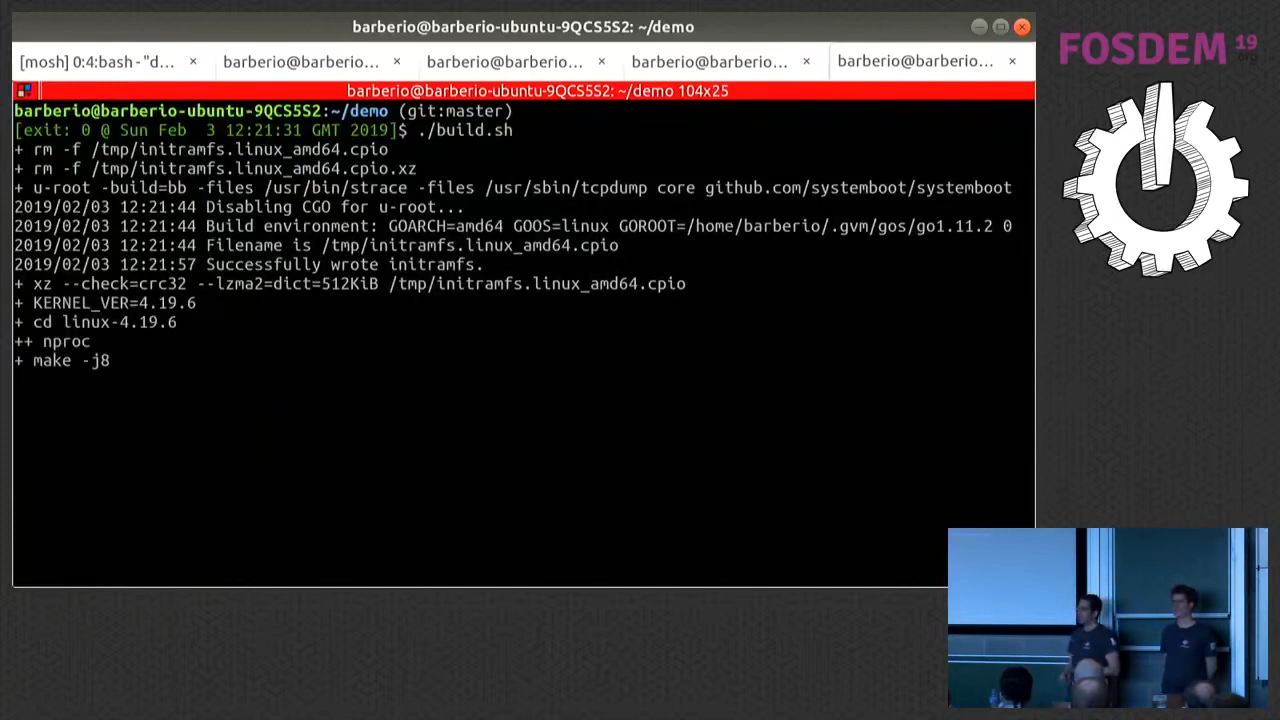 barberio@barberio-ubuntu-9QCS5S2: ~/demo
FOSDEM 19
.org
[mosh] 0:4:bash - "d... × barberio@barberio... × barberio@barberio... × barberio@barberio... × barberio@barberio... ×
barberio@barberio-ubuntu-9QCS5S2: ~/demo 104x25
barberio@barberio-ubuntu-9QCS5S2:~/demo (git:master)
[exit: 0 @ Sun Feb  3 12:21:31 GMT 2019]$ ./build.sh
+ rm -f /tmp/initramfs.linux_amd64.cpio
+ rm -f /tmp/initramfs.linux_amd64.cpio.xz
+ u-root -build=bb -files /usr/bin/strace -files /usr/sbin/tcpdump core github.com/systemboot/systemboot
2019/02/03 12:21:44 Disabling CGO for u-root...
2019/02/03 12:21:44 Build environment: GOARCH=amd64 GOOS=linux GOROOT=/home/barberio/.gvm/gos/go1.11.2 0
2019/02/03 12:21:44 Filename is /tmp/initramfs.linux_amd64.cpio
2019/02/03 12:21:57 Successfully wrote initramfs.
+ xz --check=crc32 --lzma2=dict=512KiB /tmp/initramfs.linux_amd64.cpio
+ KERNEL_VER=4.19.6
+ cd linux-4.19.6
++ nproc
+ make -j8